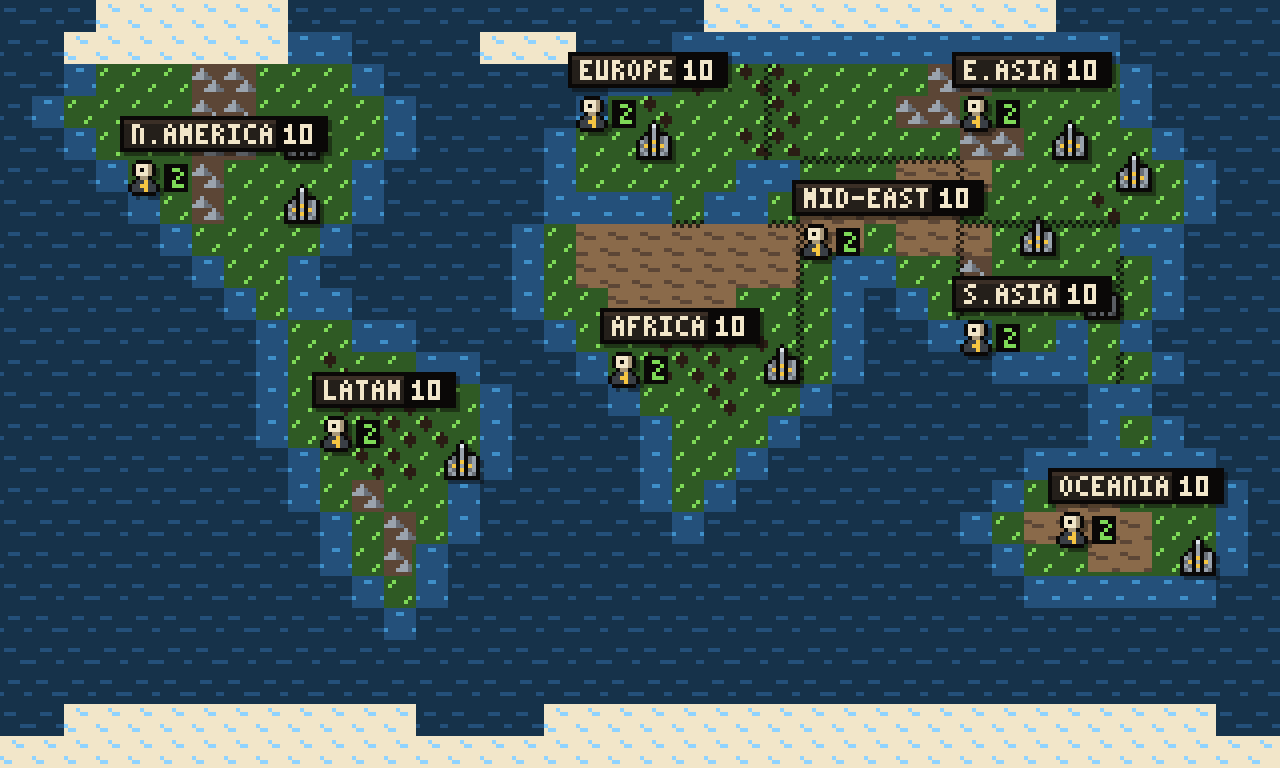 EUROPE 10
2
E.ASIA 10
2
N.AMERICA 10
2
MID-EAST 10
2
S.ASIA 10
2
AFRICA 10
2
LATAM 10
2
OCEANIA 10
2